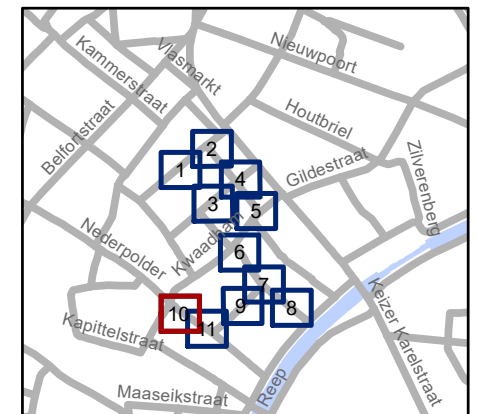 Nieuwpoort
Vlasmarkt
Kammerstraat
Houtbriel
Belfortstraat
Zilverenberg
Gildestraat
2
1
4
3
5
Kwaadham
Nederpolder
6
7
8
9
10
11
Keizer Karelstraat
Kapittelstraat
Maaseikstraat
Reep